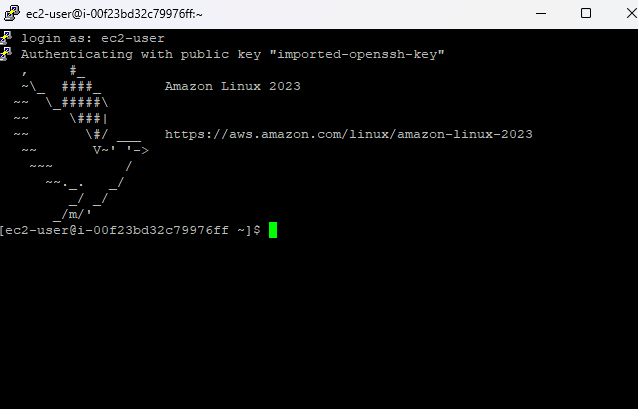 ec2-user@i-00f23bd32c79976ff:~
login as: ec2-user
Authenticating with public key "imported-openssh-key"
   ,     #_
   ~\_  ####_        Amazon Linux 2023
  ~~  \_#####\
  ~~     \###|
  ~~       \#/ ___   https://aws.amazon.com/linux/amazon-linux-2023
   ~~       V~' '->
    ~~~         /
      ~~._.   _/
         _/ _/
       _/m/'
[ec2-user@i-00f23bd32c79976ff ~]$